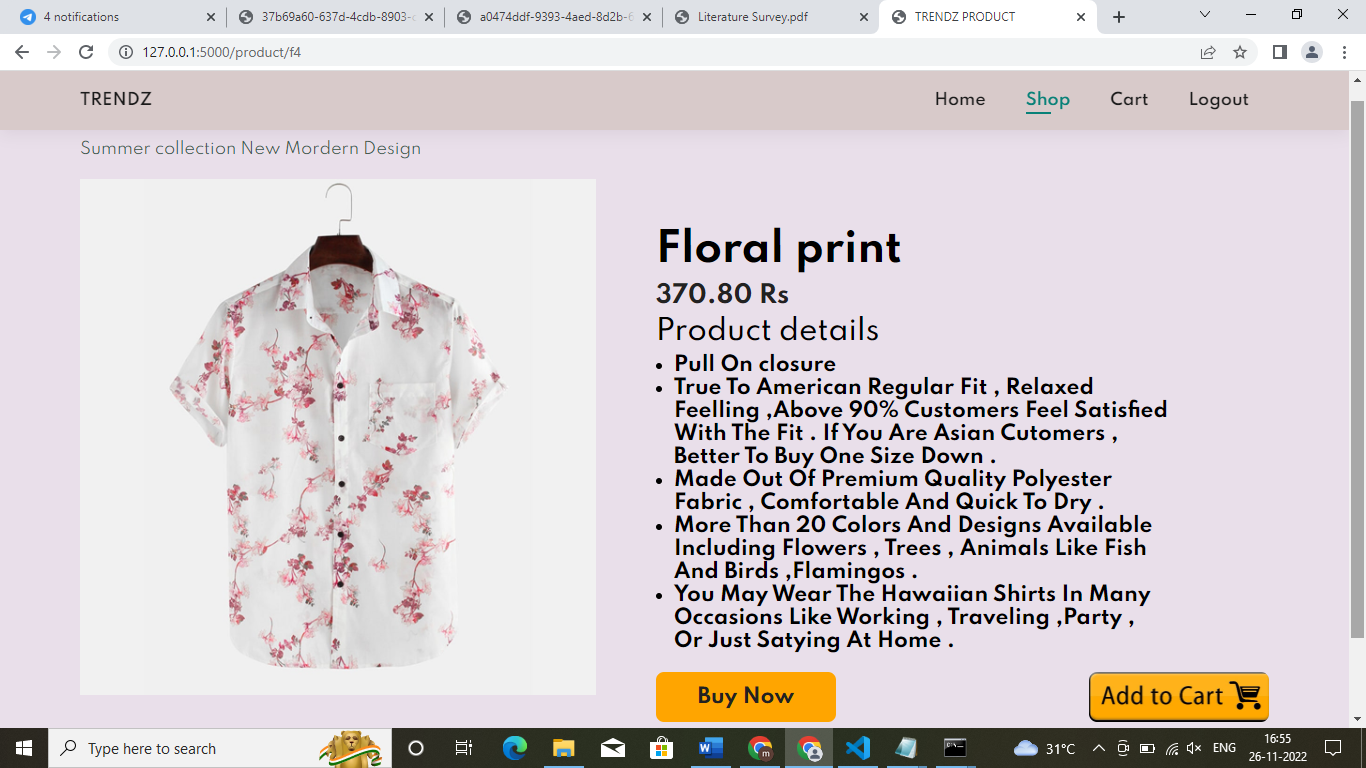 4 notifications
37b69a60-637d-4cdb-8903-
a0474ddf-9393-4aed-8d2b-
Literature Survey.pdf
TRENDZ PRODUCT
127.0.0.1:5000/product/f4
TRENDZ
Home
Shop
Cart
Logout
Summer collection New Mordern Design
Floral print
370.80 Rs
Product details
Pull On closure
True To American Regular Fit , Relaxed
Feelling ,Above 90% Customers Feel Satisfied
With The Fit . If You Are Asian Cutomers ,
Better To Buy One Size Down .
Made Out Of Premium Quality Polyester
Fabric , Comfortable And Quick To Dry .
More Than 20 Colors And Designs Available
Including Flowers , Trees , Animals Like Fish
And Birds ,Flamingos .
You May Wear The Hawaiian Shirts In Many
Occasions Like Working , Traveling ,Party ,
Or Just Satying At Home .
Buy Now
Add to Cart
Type here to search
31°C
ENG
16:55
26-11-2022